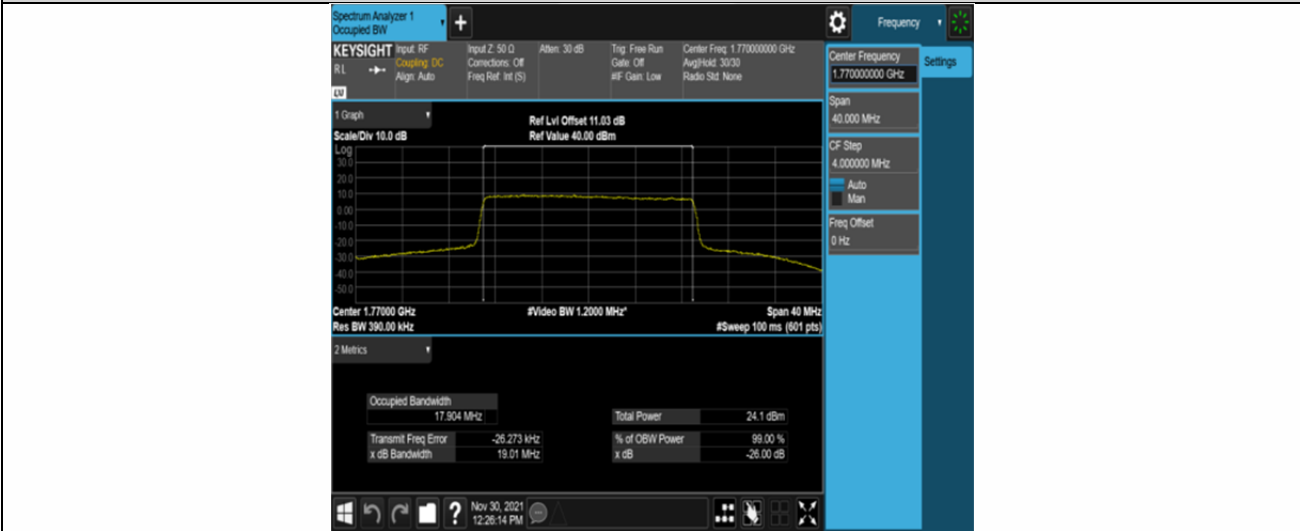 Spectrum Analyzer 1
Occupied BW
+
Frequency
KEYSIGHT
Input: RF
Coupling: DC
Align: Auto
R L
LXI
Input Z: 50 Ω
Corrections: Off
Freq Ref: Int (S)
Atten: 30 dB
Trig: Free Run
Gate: Off
#IF Gain: Low
Center Freq: 1.770000000 GHz
Avg|Hold: 30/30
Radio Std: None
Center Frequency
1.770000000 GHz
Settings
Span
40.000 MHz
CF Step
4.000000 MHz
Auto
Man
Freq Offset
0 Hz
1 Graph
Scale/Div 10.0 dB
Ref Lvl Offset 11.03 dB
Ref Value 40.00 dBm
Log
30.0
20.0
10.0
0.00
-10.0
-20.0
-30.0
-40.0
-50.0
Center 1.77000 GHz
#Video BW 1.2000 MHz*
Span 40 MHz
Res BW 390.00 kHz
#Sweep 100 ms (601 pts)
2 Metrics
Occupied Bandwidth
17.904 MHz
Total Power 24.1 dBm
Transmit Freq Error -26.273 kHz
% of OBW Power 99.00 %
x dB Bandwidth 19.01 MHz
x dB -26.00 dB
?
Nov 30, 2021
12:26:14 PM